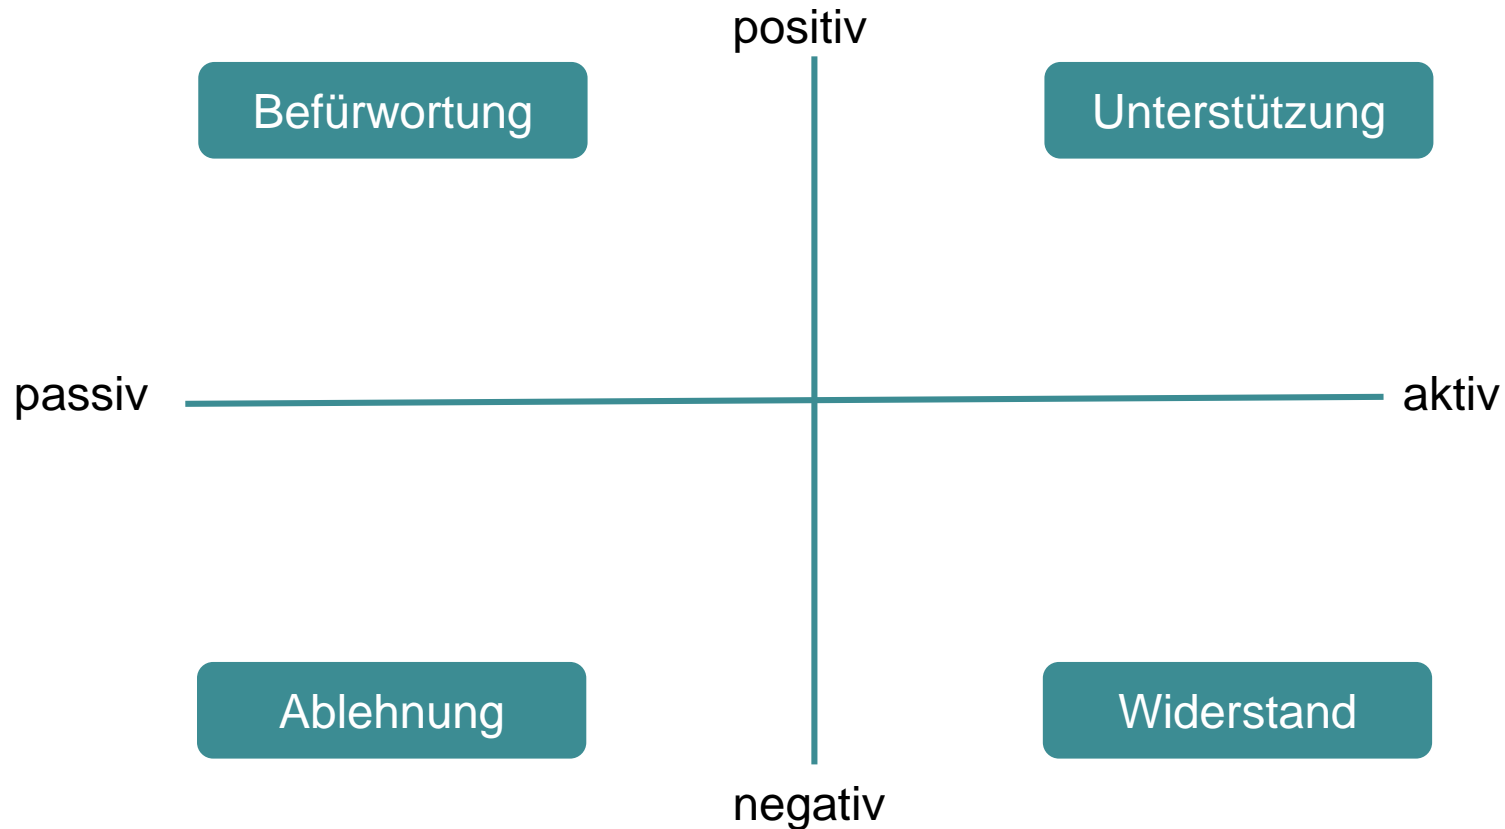 positiv
Befürwortung
Unterstützung
passiv
aktiv
Ablehnung
Widerstand
negativ